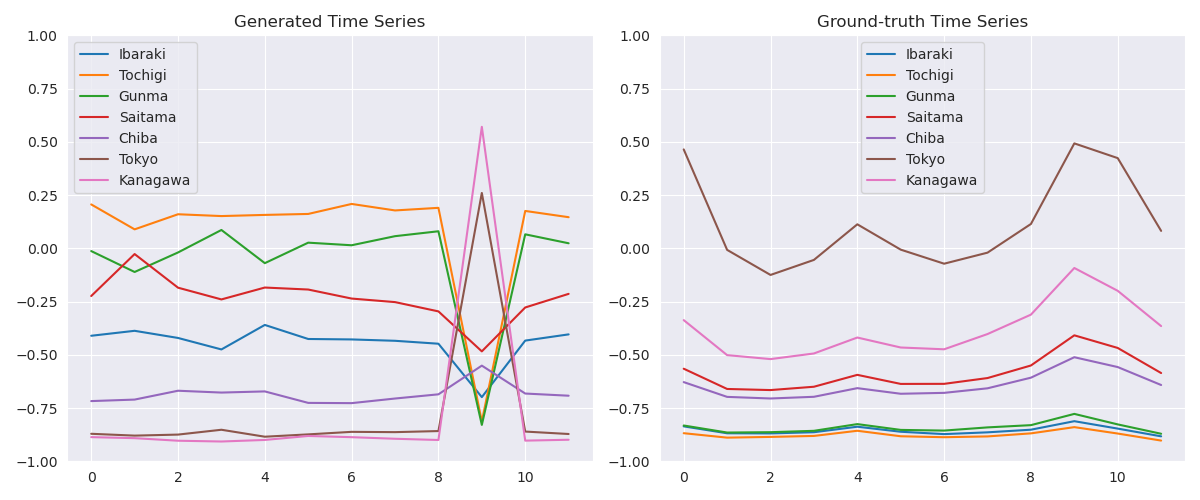 Generated Time Series
1.00
0.75
0.50
0.25
0.00
−0.25
−0.50
−0.75
−1.00
0 2 4 6 8 10
Ibaraki
Tochigi
Gunma
Saitama
Chiba
Tokyo
Kanagawa
Ground-truth Time Series
1.00
0.75
0.50
0.25
0.00
−0.25
−0.50
−0.75
−1.00
0 2 4 6 8 10
Ibaraki
Tochigi
Gunma
Saitama
Chiba
Tokyo
Kanagawa